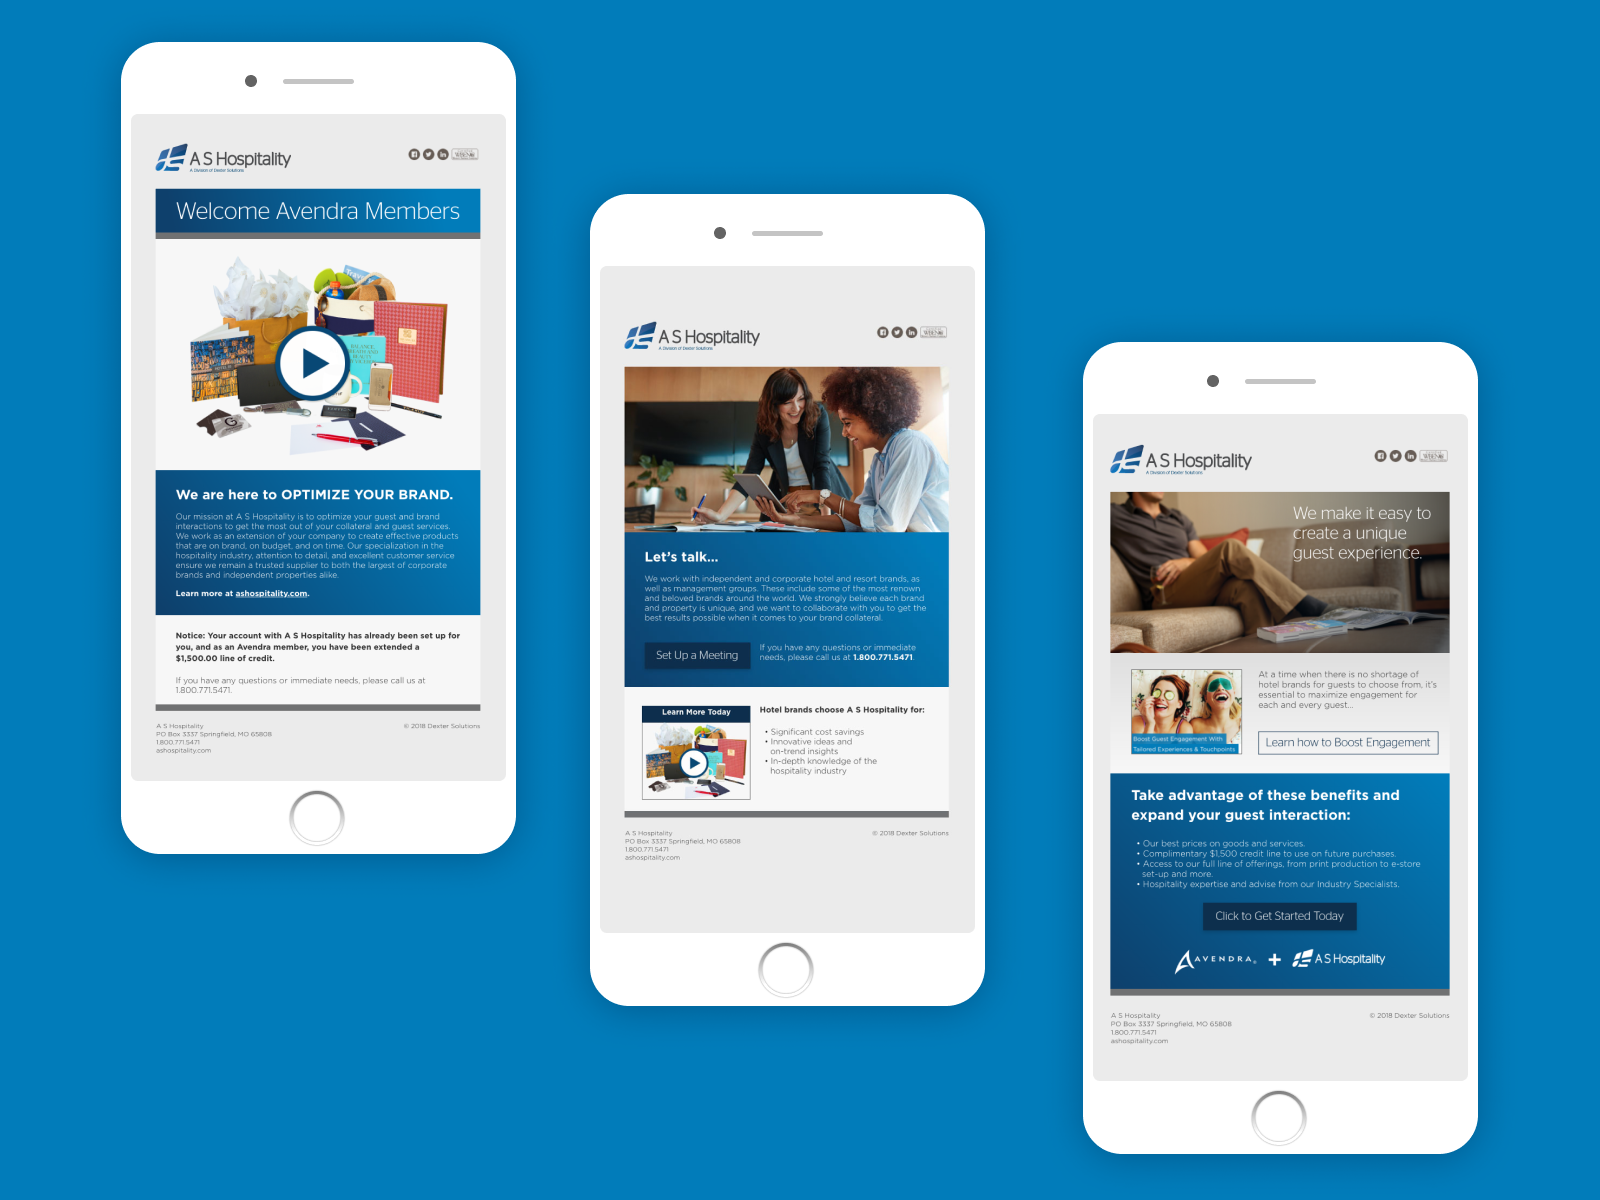 A S Hospitality
A Division of Dexter Solutions
Welcome Avendra Members
Travel
BALANCE,
HEALTH AND
BEAUTY
G
We are here to OPTIMIZE YOUR BRAND.
Our mission at A S Hospitality is to optimize your guest and brand
interactions to get the most out of your collateral and guest services.
We work as an extension of your company to create effective products
that are on brand, on budget, and on time. Our specialization in the
hospitality industry, attention to detail, and excellent customer service
ensure we remain a trusted supplier to both the largest of corporate
brands and independent properties alike.
Learn more at ashospitality.com.
Notice: Your account with A S Hospitality has already been set up for
you, and as an Avendra member, you have been extended a
$1,500.00 line of credit.
If you have any questions or immediate needs, please call us at
1.800.771.5471.
A S Hospitality © 2018 Dexter Solutions
PO Box 3337 Springfield, MO 65808
1.800.771.5471
ashospitality.com
A S Hospitality
A Division of Dexter Solutions
Let's talk...
We work with independent and corporate hotel and resort brands, as
well as management groups. These include some of the most renown
and beloved brands around the world. We strongly believe each brand
and property is unique, and we want to collaborate with you to get the
best results possible when it comes to your brand collateral.
Set Up a Meeting
If you have any questions or immediate
needs, please call us at 1.800.771.5471.
Learn More Today
Hotel brands choose A S Hospitality for:
• Significant cost savings
• Innovative ideas and
on-trend insights
• In-depth knowledge of the
hospitality industry
A S Hospitality © 2018 Dexter Solutions
PO Box 3337 Springfield, MO 65808
1.800.771.5471
ashospitality.com
A S Hospitality
A Division of Dexter Solutions
We make it easy to
create a unique
guest experience.
Boost Guest Engagement With
Tailored Experiences & Touchpoints
At a time when there is no shortage of
hotel brands for guests to choose from, it's
essential to maximize engagement for
each and every guest...
Learn how to Boost Engagement
Take advantage of these benefits and
expand your guest interaction:
• Our best prices on goods and services.
• Complimentary $1,500 credit line to use on future purchases.
• Access to our full line of offerings, from print production to e-store
set-up and more.
• Hospitality expertise and advise from our Industry Specialists.
Click to Get Started Today
AVENDRA® + A S Hospitality
A S Hospitality © 2018 Dexter Solutions
PO Box 3337 Springfield, MO 65808
1.800.771.5471
ashospitality.com